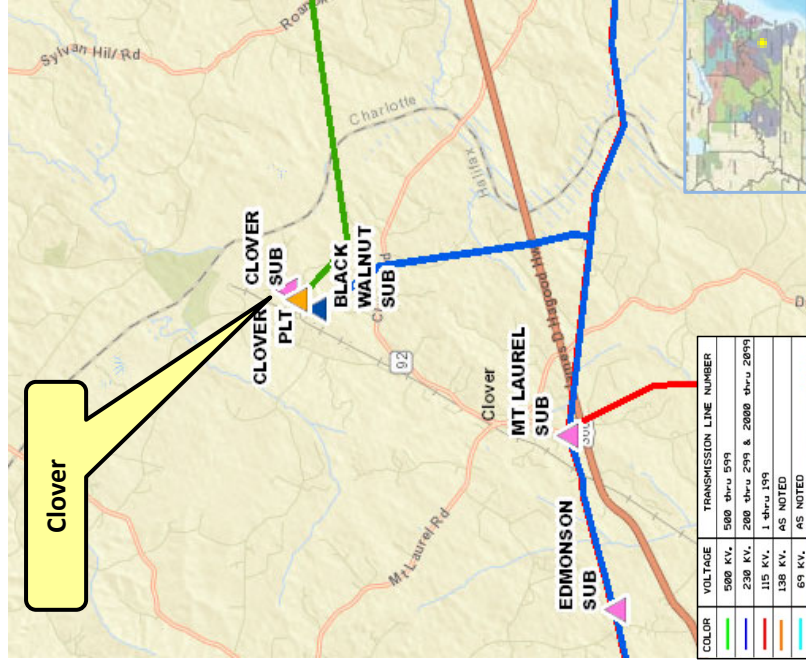 Clover
Sylvan Hill Rd
Charlotte
Halifax
CLOVER
SUB
CLOVER
PLT
BLACK
WALNUT
SUB
92
Clover
James D Hagood Hwy
MT LAUREL
SUB
Mt Laurel Rd
EDMONSON
SUB
COLOR VOLTAGE TRANSMISSION LINE NUMBER
500 KV. 500 thru 599
230 KV. 200 thru 299 & 2000 thru 2099
115 KV. 1 thru 199
138 KV. AS NOTED
69 KV. AS NOTED